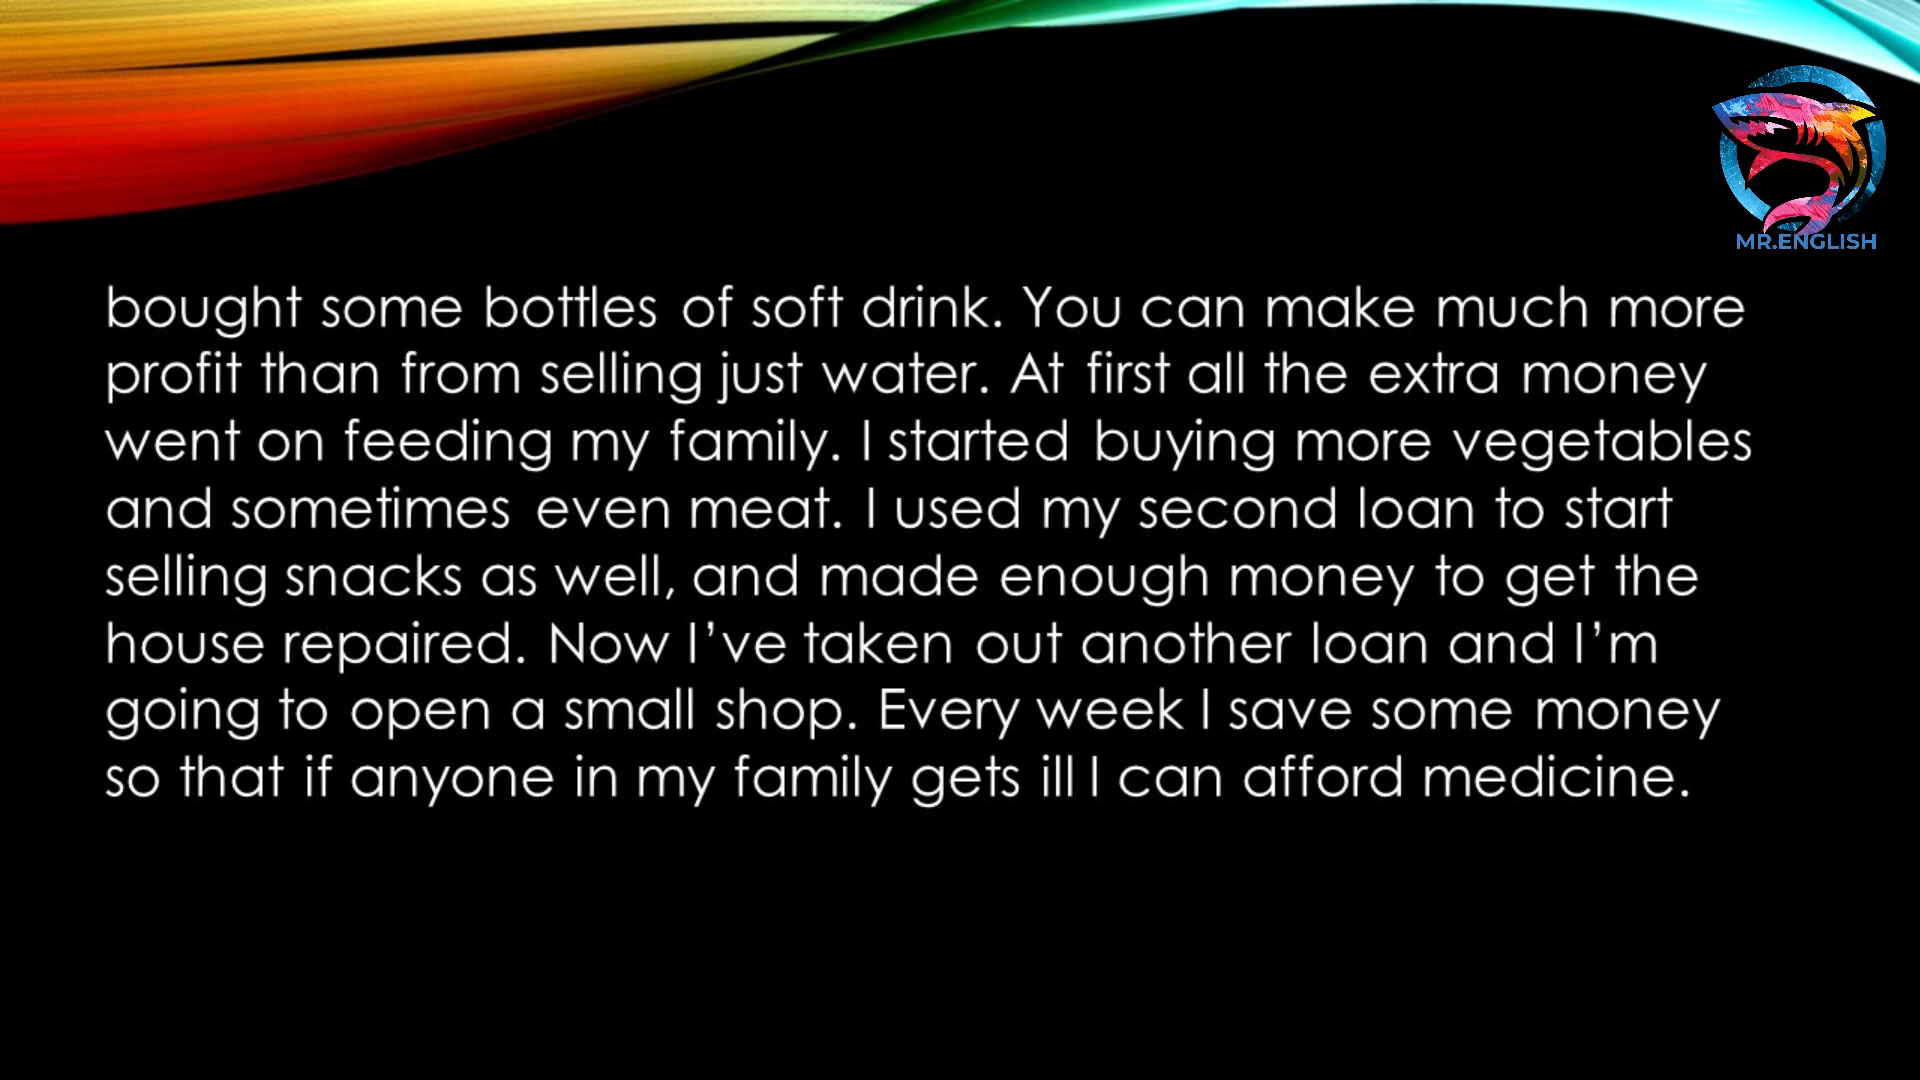 MR.ENGLISH
bought some bottles of soft drink. You can make much more
profit than from selling just water. At first all the extra money
went on feeding my family. I started buying more vegetables
and sometimes even meat. I used my second loan to start
selling snacks as well, and made enough money to get the
house repaired. Now I’ve taken out another loan and I’m
going to open a small shop. Every week I save some money
so that if anyone in my family gets ill I can afford medicine.